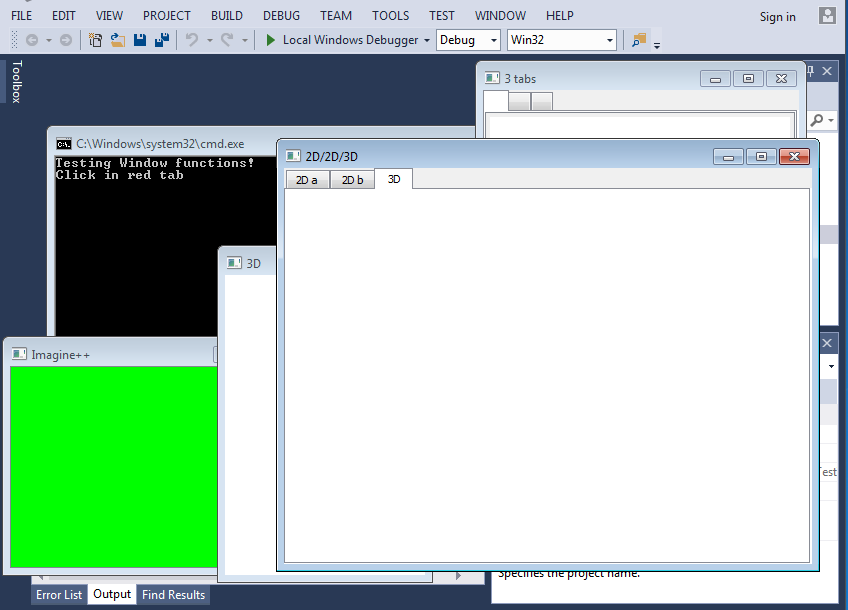 FILE EDIT VIEW PROJECT BUILD DEBUG TEAM TOOLS TEST WINDOW HELP Sign in
Local Windows Debugger Debug Win32
Toolbox
3 tabs
C:\Windows\system32\cmd.exe
Testing Window functions!
Click in red tab
2D/2D/3D
2D a 2D b 3D
3D
Imagine++
Test
Specifies the project name.
Error List Output Find Results